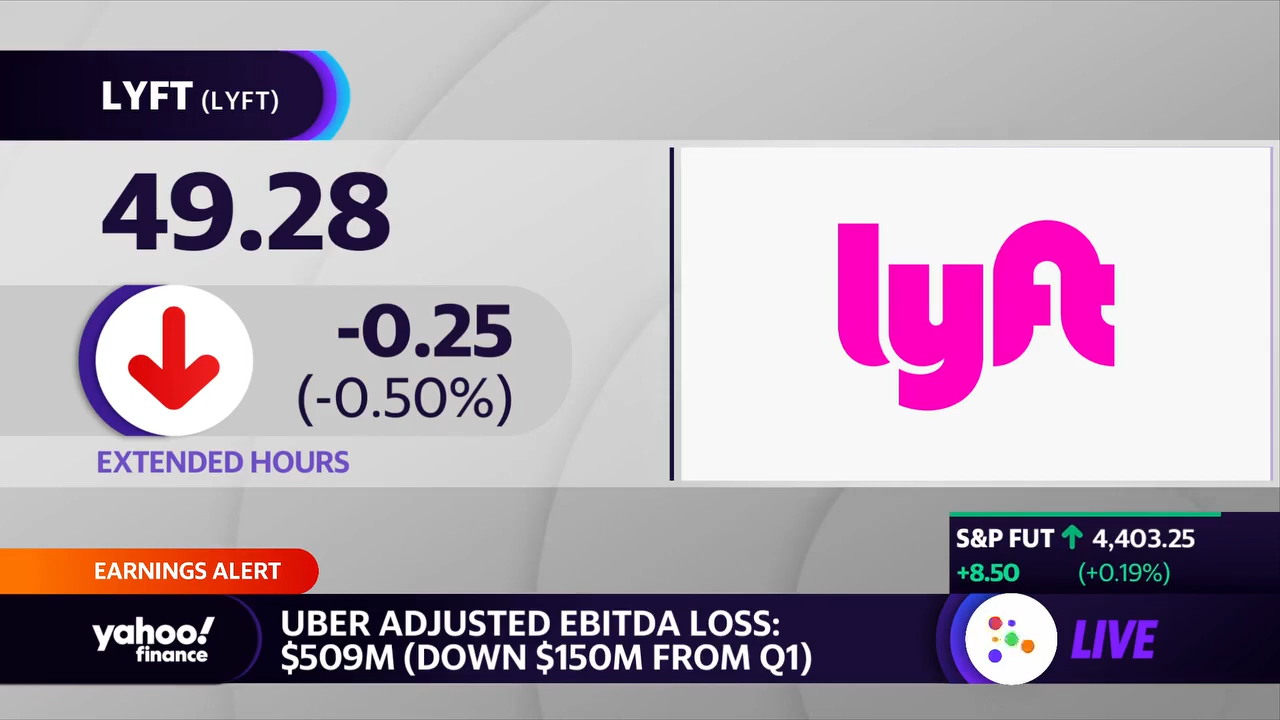 LYFT (LYFT)
49.28
-0.25
(-0.50%)
EXTENDED HOURS
lyft
S&P FUT 4,403.25
+8.50 (+0.19%)
EARNINGS ALERT
yahoo!
finance
UBER ADJUSTED EBITDA LOSS:
$509M (DOWN $150M FROM Q1)
LIVE